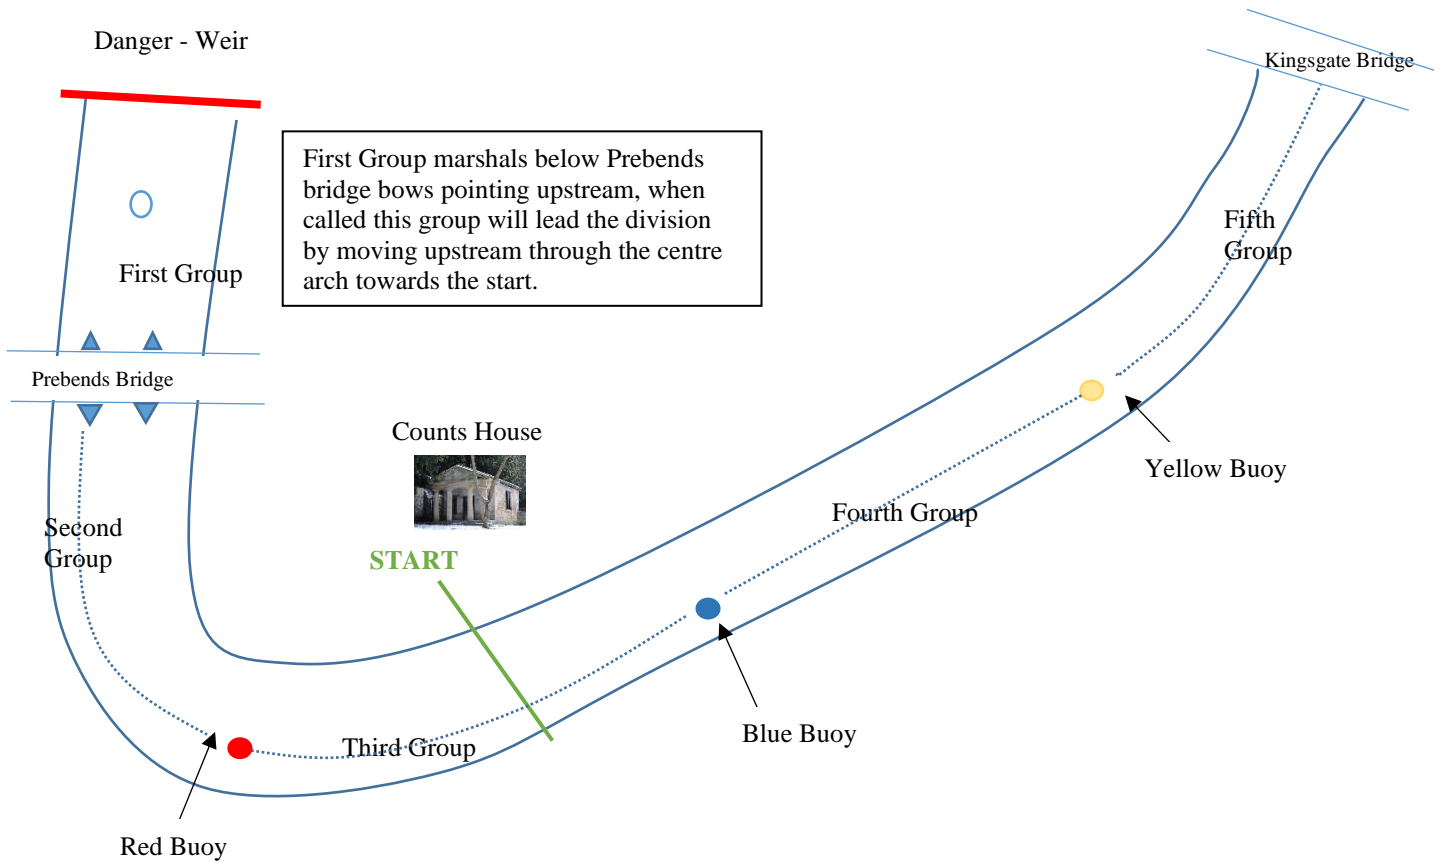 Danger - Weir
Kingsgate Bridge
First Group marshals below Prebends
bridge bows pointing upstream, when
called this group will lead the division
by moving upstream through the centre
arch towards the start.
Fifth
Group
First Group
Prebends Bridge
Counts House
Yellow Buoy
Fourth Group
Second
Group
START
Blue Buoy
Third Group
Red Buoy